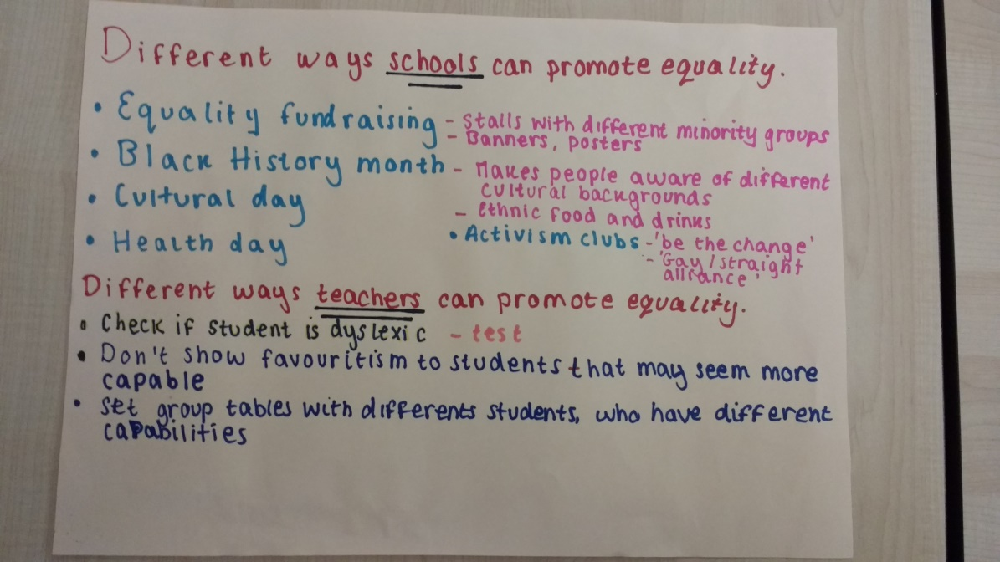 Different ways schools can promote equality.
• Equality fundraising - Stalls with different minority groups
- Banners, posters
• Black History month - Makes people aware of different
cultural backgrounds
• Cultural day
- Ethnic food and drinks
• Health day
• Activism clubs - 'be the change'
- 'Gay / straight
allirance'
Different ways teachers can promote equality.
• Check if student is dyslexic - test
• Don't show favouritism to students that may seem more
capable
• Set group tables with differents students, who have different
capabilities